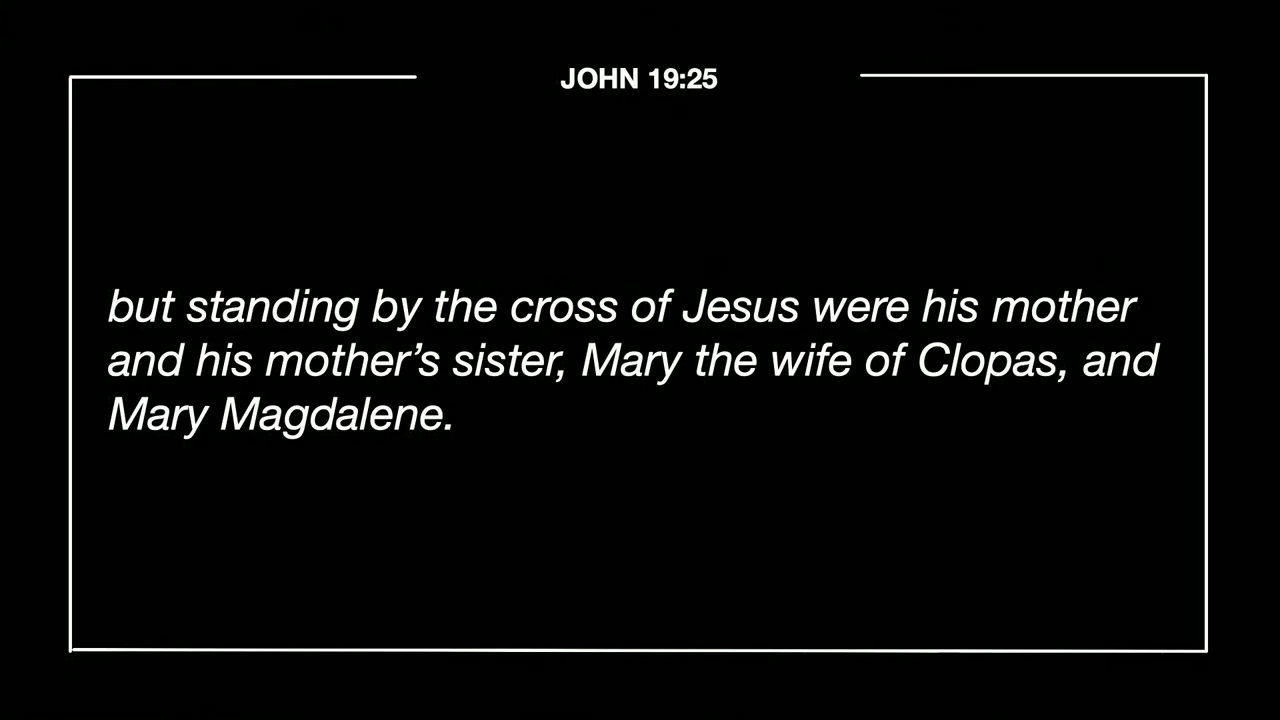 JOHN 19:25
but standing by the cross of Jesus were his mother
and his mother’s sister, Mary the wife of Clopas, and
Mary Magdalene.